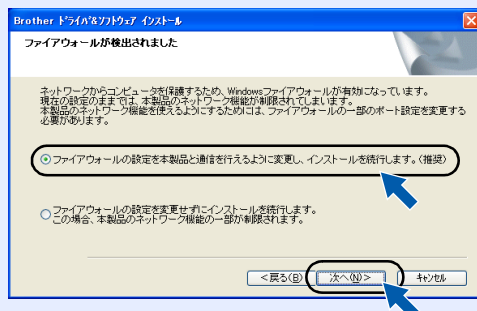 Brother ドライバ&ソフトウェア インストール
ファイアウォールが検出されました
ネットワークからコンピュータを保護するため、Windowsファイアウォールが有効になっています。
現在の設定のままでは、本製品のネットワーク機能が制限されてしまいます。
本製品のネットワーク機能を使えるようにするためには、ファイアウォールの一部のポート設定を変更する
必要があります。
ファイアウォールの設定を本製品と通信を行えるように変更し、インストールを続行します。(推奨)
ファイアウォールの設定を変更せずにインストールを続行します。
この場合、本製品のネットワーク機能の一部が制限されます。
<戻る(B) 次へ(N)> キャンセル